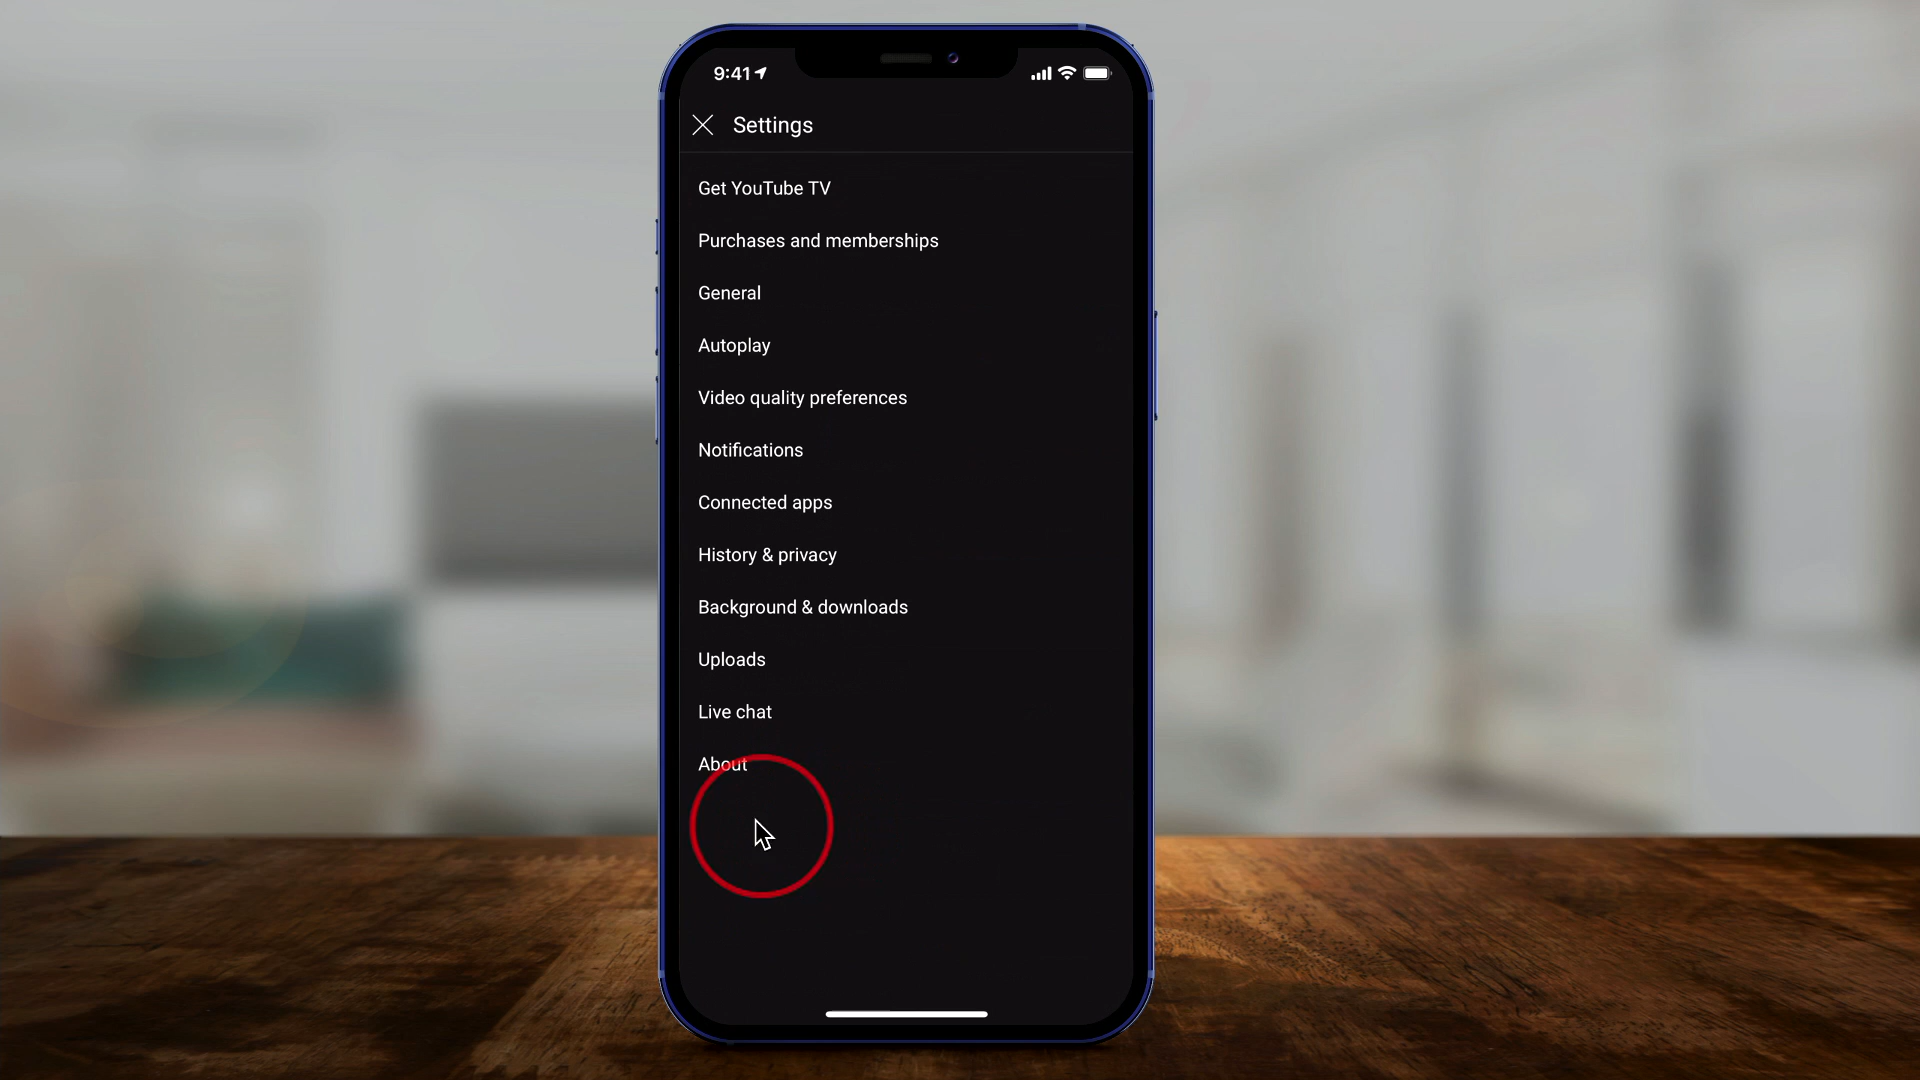 9:41
Settings
Get YouTube TV
Purchases and memberships
General
Autoplay
Video quality preferences
Notifications
Connected apps
History & privacy
Background & downloads
Uploads
Live chat
About